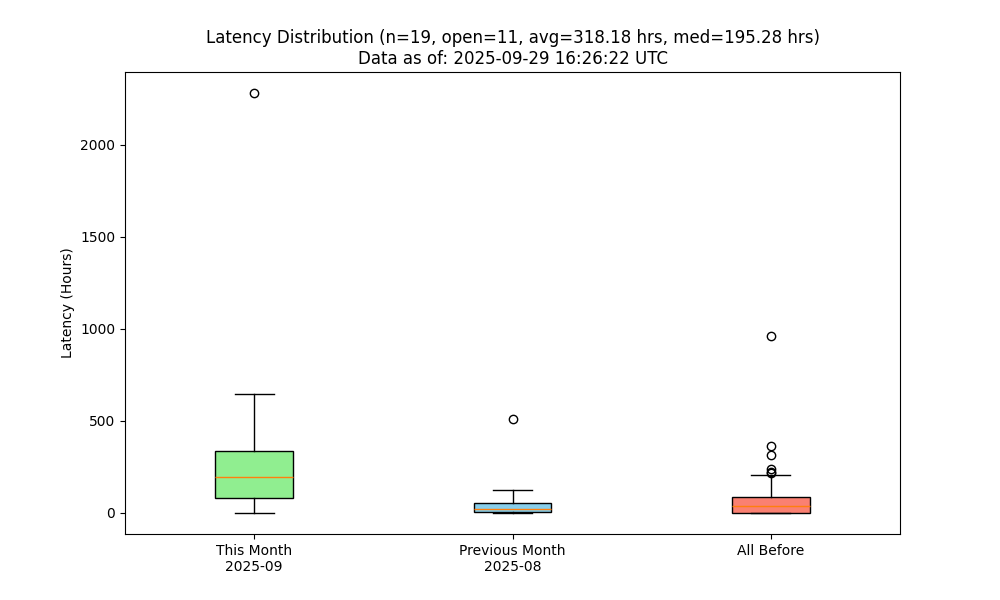 Latency Distribution (n=19, open=11, avg=318.18 hrs, med=195.28 hrs)
Data as of: 2025-09-29 16:26:22 UTC
Latency (Hours)
2000
1500
1000
500
0
This Month
2025-09
Previous Month
2025-08
All Before